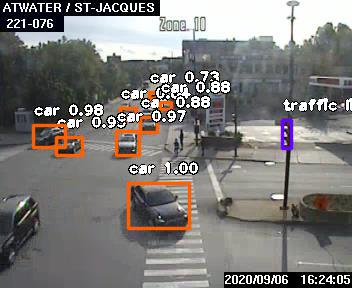 ATWATER / ST-JACQUES
221-076
Zone 10
car 0.73
car 0.88
0.88
car 0.98
car 0.97
traffic
car 1.00
2020/09/06 16:24:05